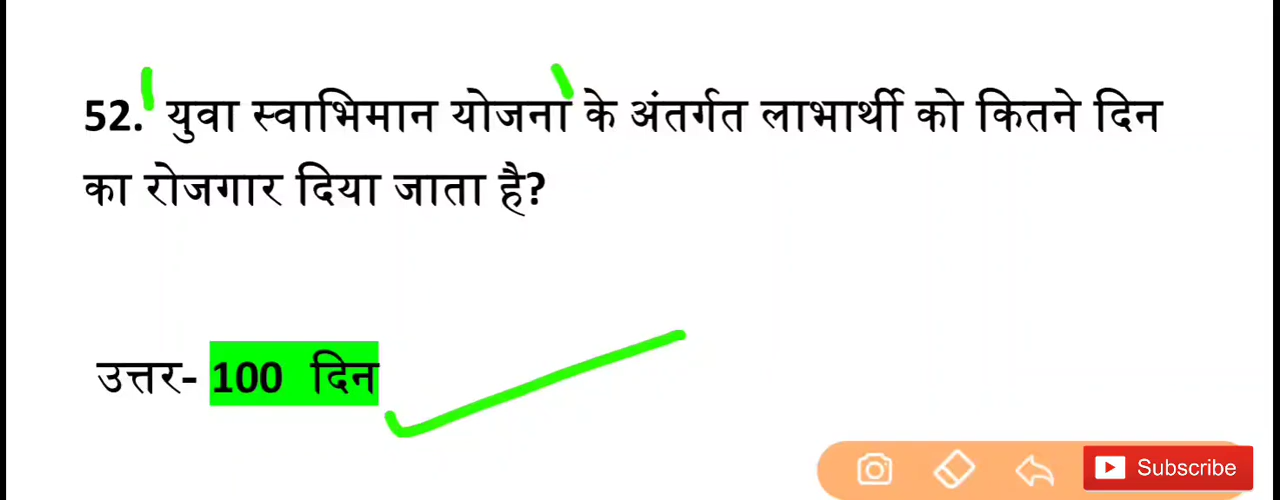 52. युवा स्वाभिमान योजना के अंतर्गत लाभार्थी को कितने दिन
का रोजगार दिया जाता है?
उत्तर- 100 दिन
Subscribe